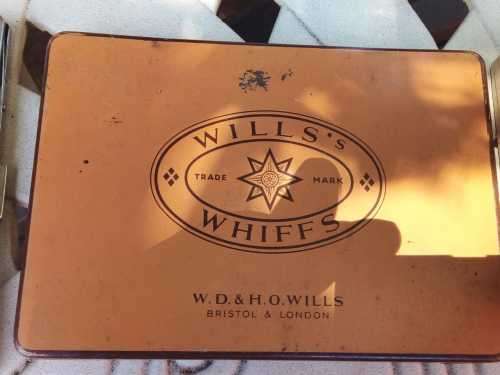 WILLS's
TRADE MARK
WHIFFS
W.D.&H.O.WILLS
BRISTOL & LONDON